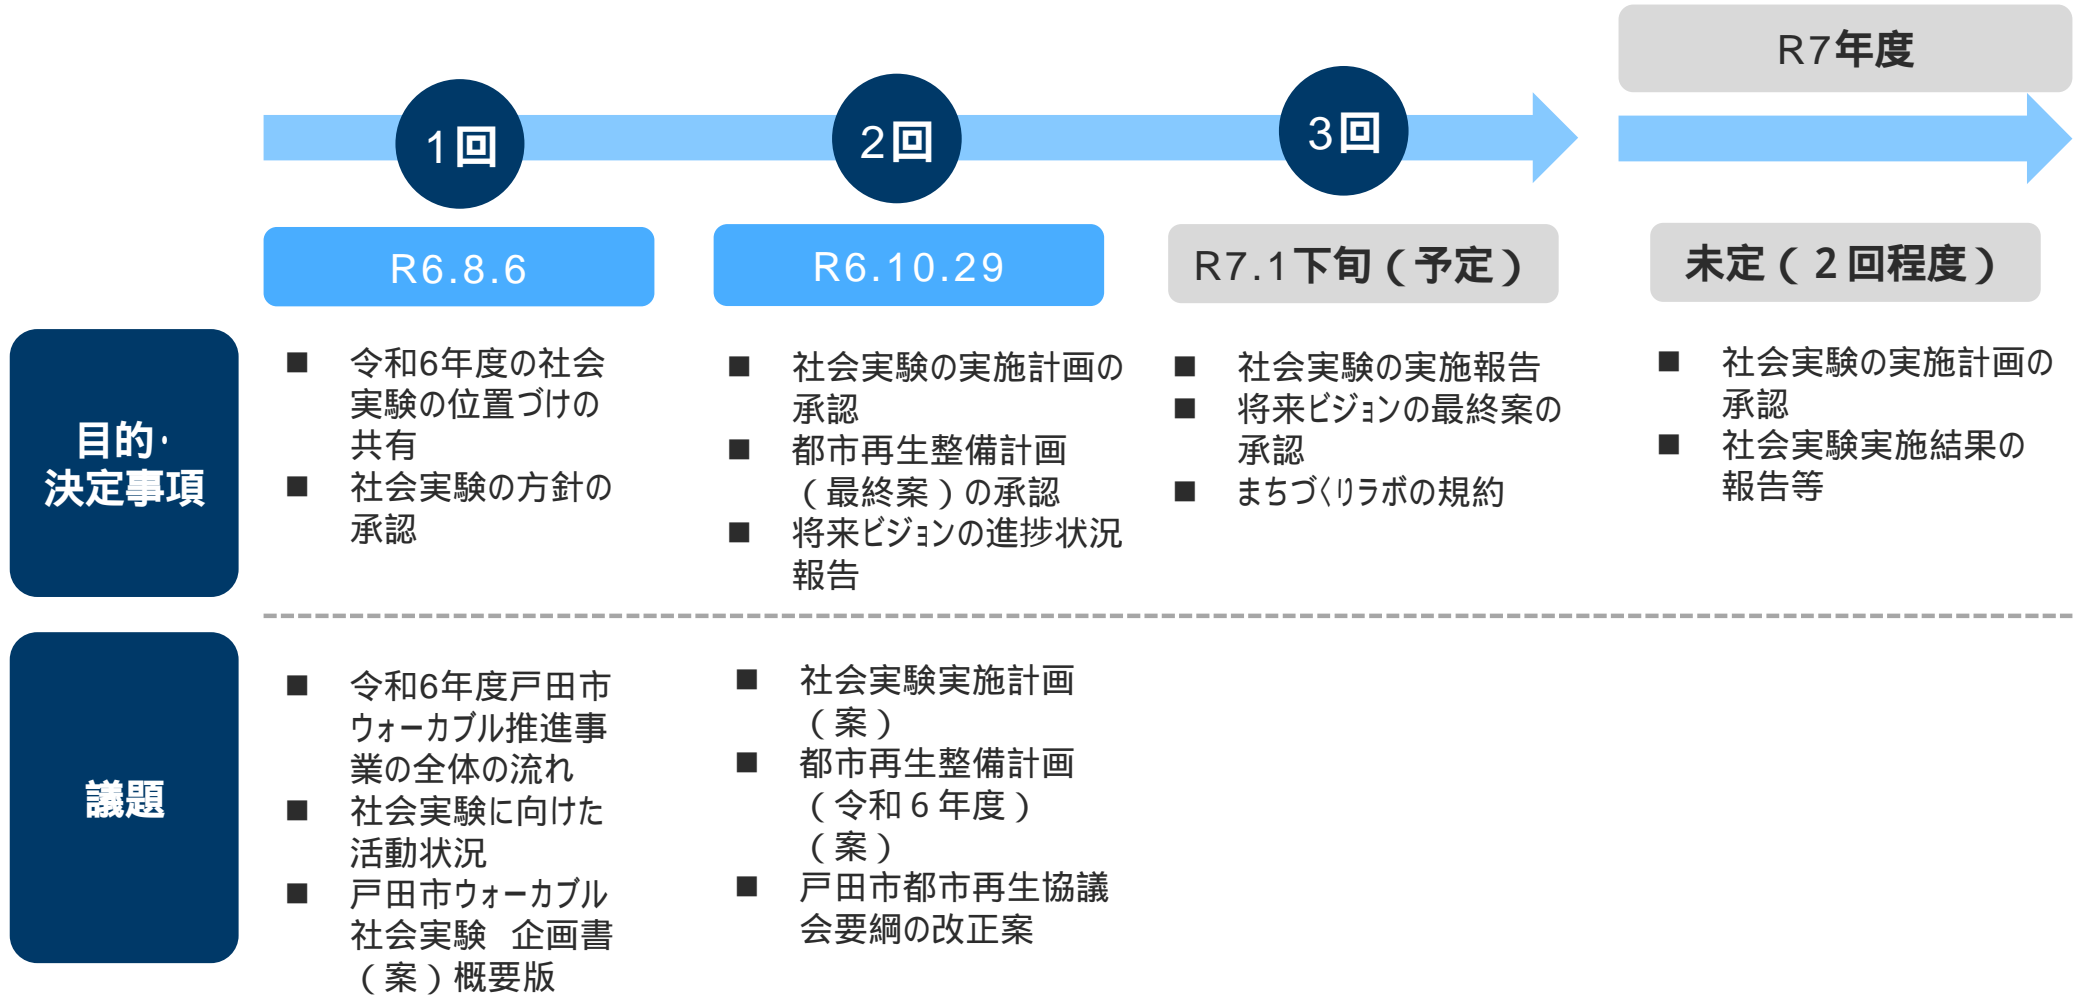 R7年度
1回
2回
3回
R6.8.6
R6.10.29
R7.1下旬（予定）
未定（２回程度）
目的・
決定事項
■ 令和6年度の社会
実験の位置づけの
共有
■ 社会実験の方針の
承認
■ 社会実験の実施計画の
承認
■ 都市再生整備計画
（最終案）の承認
■ 将来ビジョンの進捗状況
報告
■ 社会実験の実施報告
■ 将来ビジョンの最終案の
承認
■ まちづくりラボの規約
■ 社会実験の実施計画の
承認
■ 社会実験実施結果の
報告等
議題
■ 令和6年度戸田市
ウォーカブル推進事
業の全体の流れ
■ 社会実験に向けた
活動状況
■ 戸田市ウォーカブル
社会実験　企画書
（案）概要版
■ 社会実験実施計画
（案）
■ 都市再生整備計画
（令和６年度）
（案）
■ 戸田市都市再生協議
会要綱の改正案